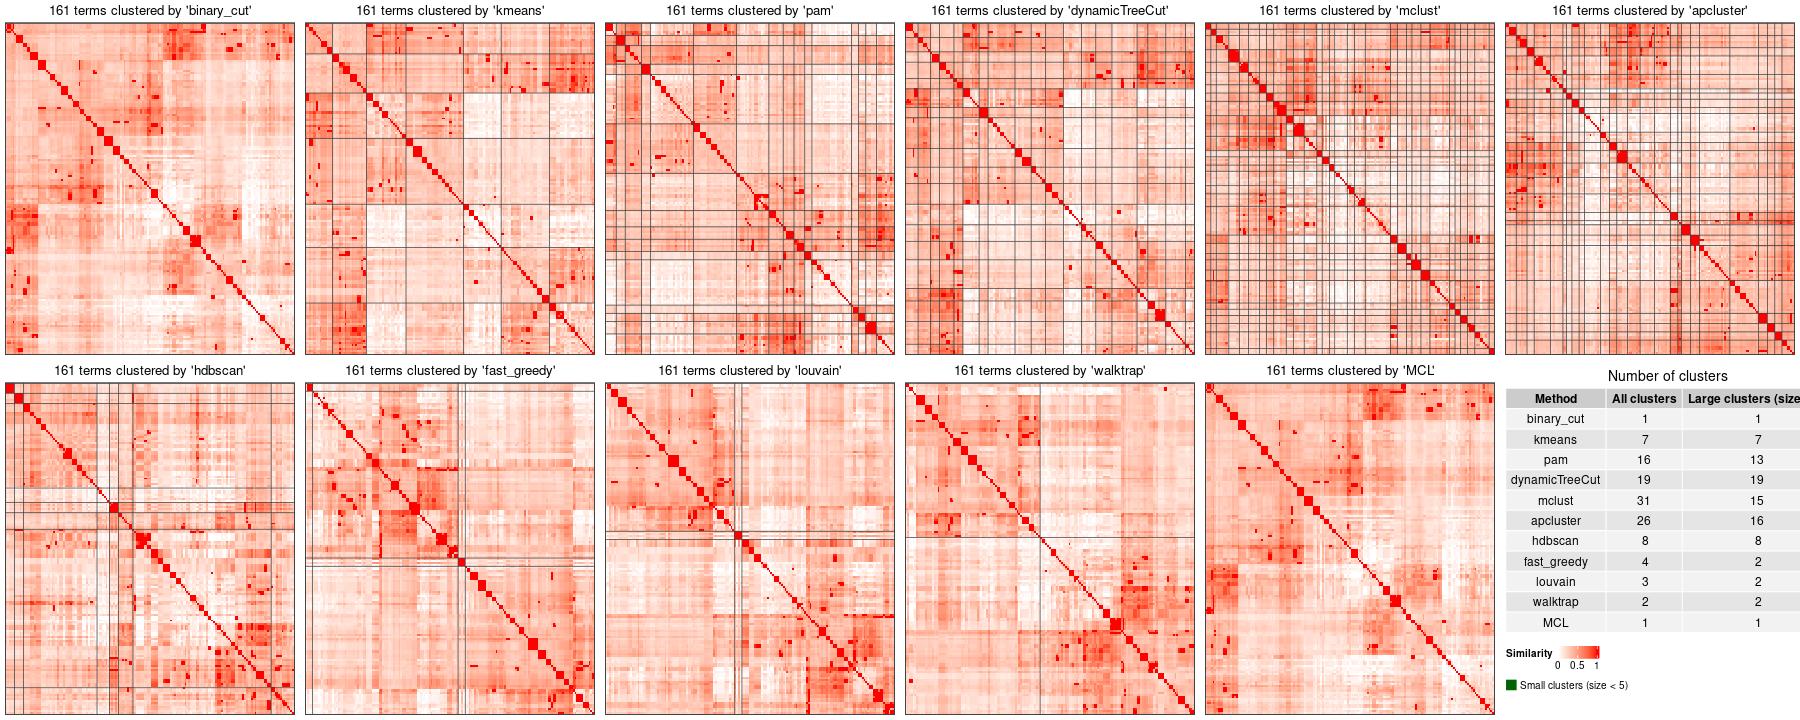 161 terms clustered by 'binary_cut'
161 terms clustered by 'kmeans'
161 terms clustered by 'pam'
161 terms clustered by 'dynamicTreeCut'
161 terms clustered by 'mclust'
161 terms clustered by 'apcluster'
161 terms clustered by 'hdbscan'
161 terms clustered by 'fast_greedy'
161 terms clustered by 'louvain'
161 terms clustered by 'walktrap'
161 terms clustered by 'MCL'
Number of clusters
Method All clusters Large clusters (size
binary_cut 1 1
kmeans 7 7
pam 16 13
dynamicTreeCut 19 19
mclust 31 15
apcluster 26 16
hdbscan 8 8
fast_greedy 4 2
louvain 3 2
walktrap 2 2
MCL 1 1
Similarity
0 0.5 1
Small clusters (size < 5)